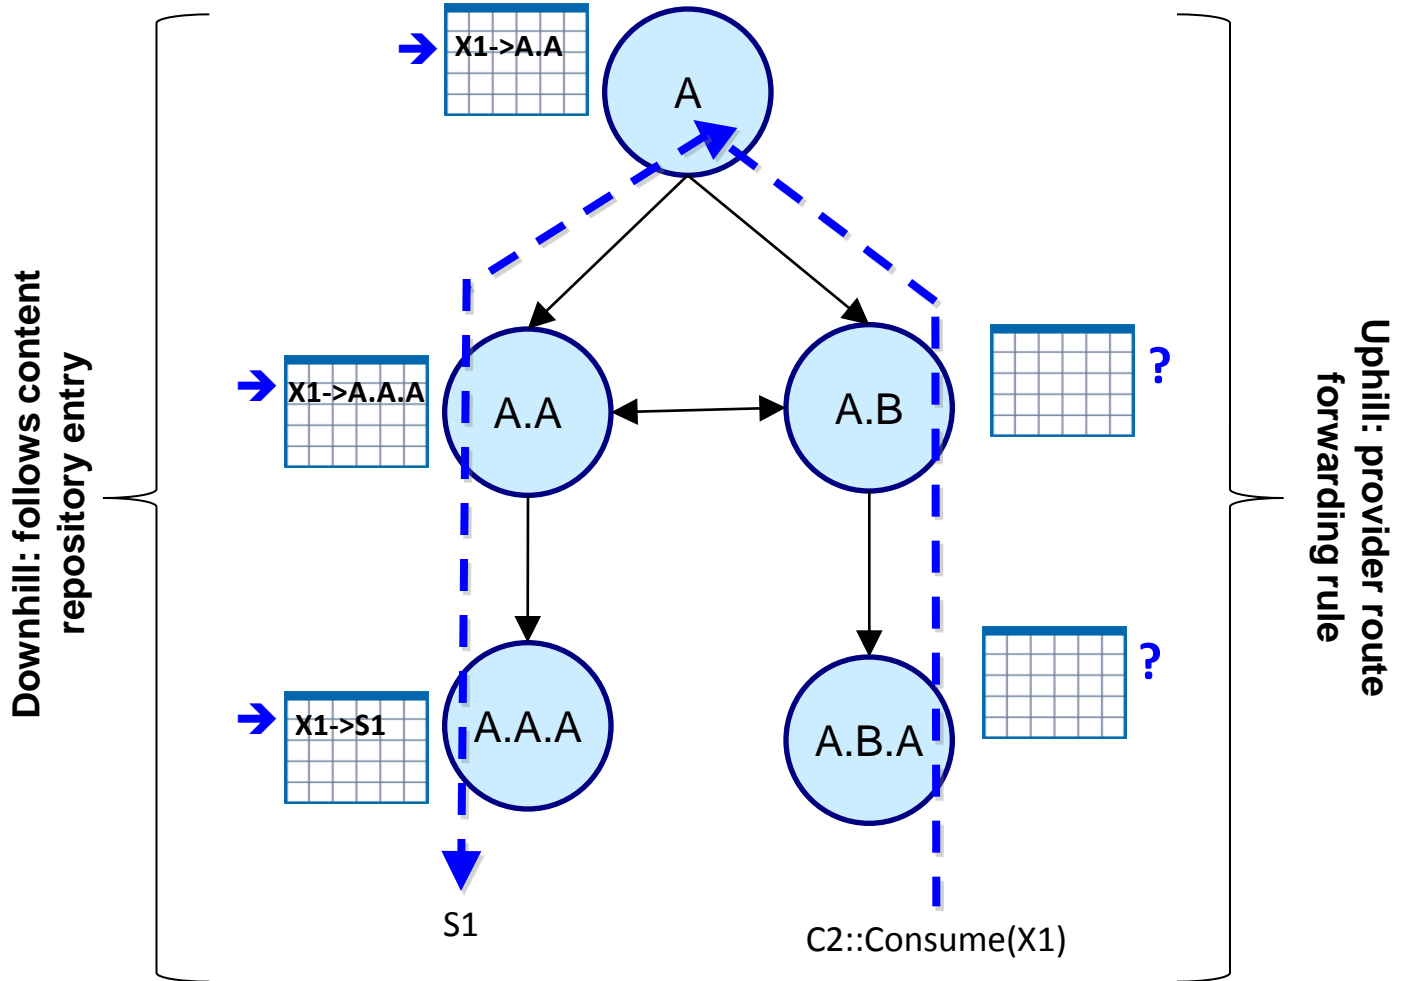 X1->A.A
A
Downhill: follows content
repository entry
X1->A.A.A
A.A
A.B
?
Uphill: provider route
forwarding rule
X1->S1
A.A.A
A.B.A
?
S1
C2::Consume(X1)